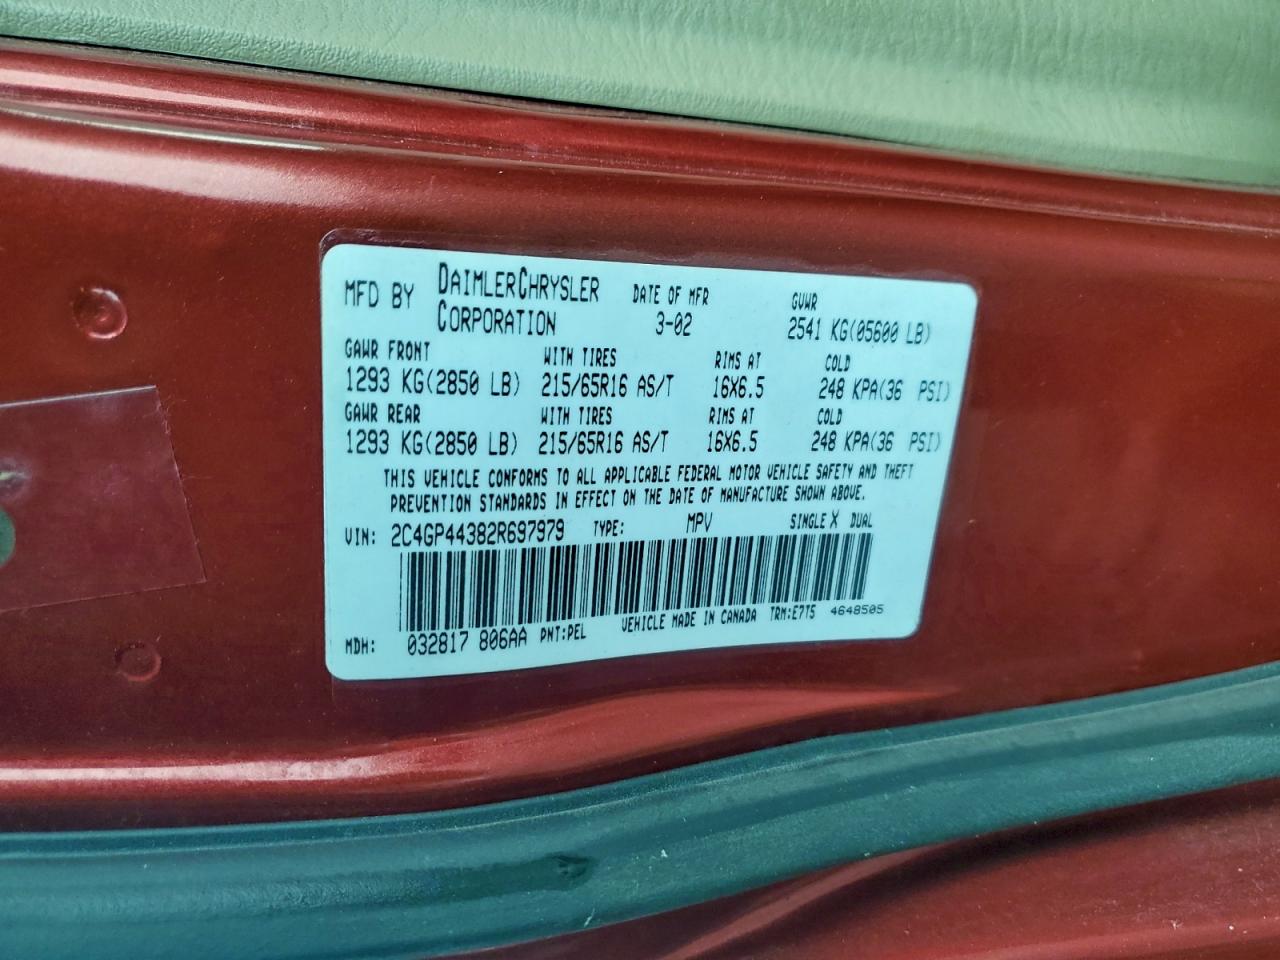 MFD BY DAIMLERCHRYSLER CORPORATION DATE OF MFR 3-02 GVWR 2541 KG(05600 LB)
GAWR FRONT WITH TIRES RIMS AT COLD
1293 KG(2850 LB) 215/65R16 AS/T 16X6.5 248 KPA(36 PSI)
GAWR REAR WITH TIRES RIMS AT COLD
1293 KG(2850 LB) 215/65R16 AS/T 16X6.5 248 KPA(36 PSI)
THIS VEHICLE CONFORMS TO ALL APPLICABLE FEDERAL MOTOR VEHICLE SAFETY AND THEFT
PREVENTION STANDARDS IN EFFECT ON THE DATE OF MANUFACTURE SHOWN ABOVE.
VIN: 2C4GP44382R697979 TYPE: MPV SINGLE X DUAL
MDH: 032817 806AA PNT:PEL VEHICLE MADE IN CANADA TRM:E7T5 4648505